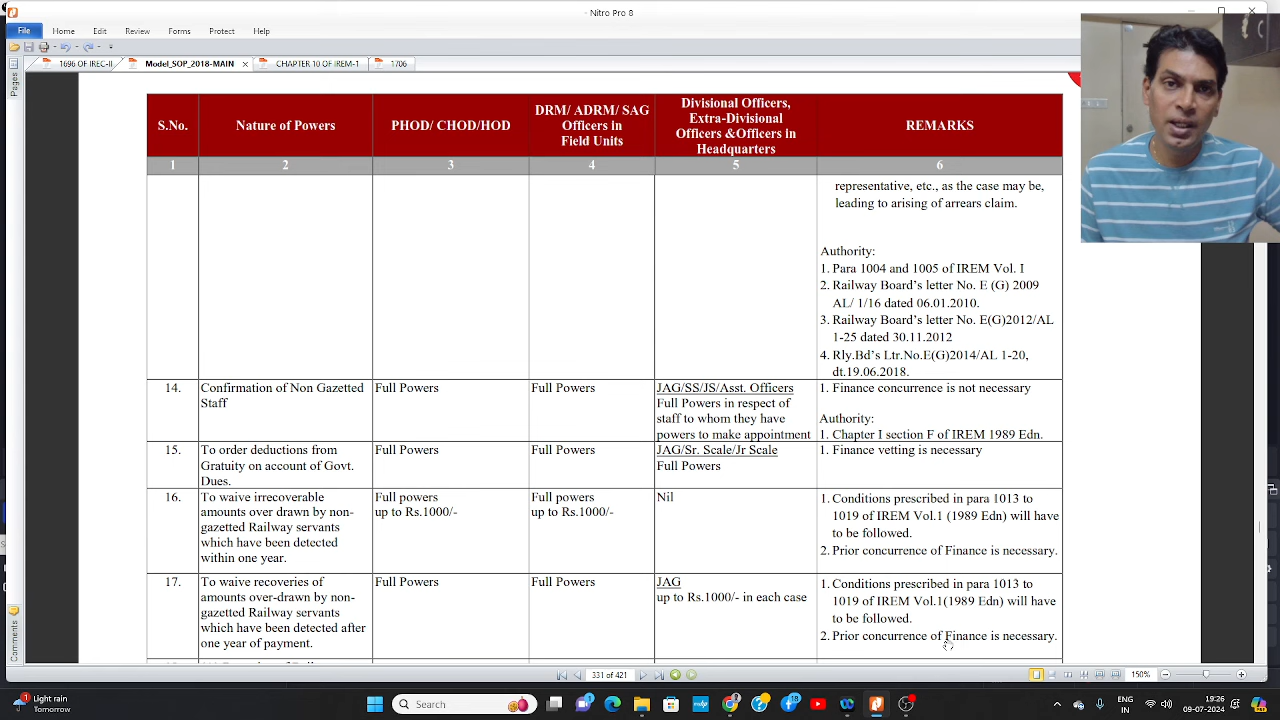 - Nitro Pro 8
File Home Edit Review Forms Protect Help
1696 OF IREC-II Model_SOP_2018-MAIN CHAPTER 10 OF IREM-1 1706
Pages
S.No. Nature of Powers PHOD/ CHOD/HOD DRM/ ADRM/ SAG Officers in Field Units Divisional Officers, Extra-Divisional Officers &Officers in Headquarters REMARKS
1 2 3 4 5 6
representative, etc., as the case may be,
leading to arising of arrears claim.
Authority:
1. Para 1004 and 1005 of IREM Vol. I
2. Railway Board's letter No. E (G) 2009
AL/ 1/16 dated 06.01.2010.
3. Railway Board's letter No. E(G)2012/AL
1-25 dated 30.11.2012
4. Rly.Bd's Ltr.No.E(G)2014/AL 1-20,
dt.19.06.2018.
14.
Confirmation of Non Gazetted
Staff
Full Powers
Full Powers
JAG/SS/JS/Asst. Officers
Full Powers in respect of
staff to whom they have
powers to make appointment
1. Finance concurrence is not necessary
Authority:
1. Chapter I section F of IREM 1989 Edn.
15.
To order deductions from
Gratuity on account of Govt.
Dues.
Full Powers
Full Powers
JAG/Sr. Scale/Jr Scale
Full Powers
1. Finance vetting is necessary
16.
To waive irrecoverable
amounts over drawn by non-
gazetted Railway servants
which have been detected
within one year.
Full powers
up to Rs.1000/-
Full powers
up to Rs.1000/-
Nil
1. Conditions prescribed in para 1013 to
1019 of IREM Vol.1 (1989 Edn) will have
to be followed.
2. Prior concurrence of Finance is necessary.
17.
To waive recoveries of
amounts over-drawn by non-
gazetted Railway servants
which have been detected after
one year of payment.
Full Powers
Full Powers
JAG
up to Rs.1000/- in each case
1. Conditions prescribed in para 1013 to
1019 of IREM Vol.1(1989 Edn) will have
to be followed.
2. Prior concurrence of Finance is necessary.
Comments
331 of 421
150%
Light rain
Tomorrow
Search
ENG
IN
19:26
09-07-2024